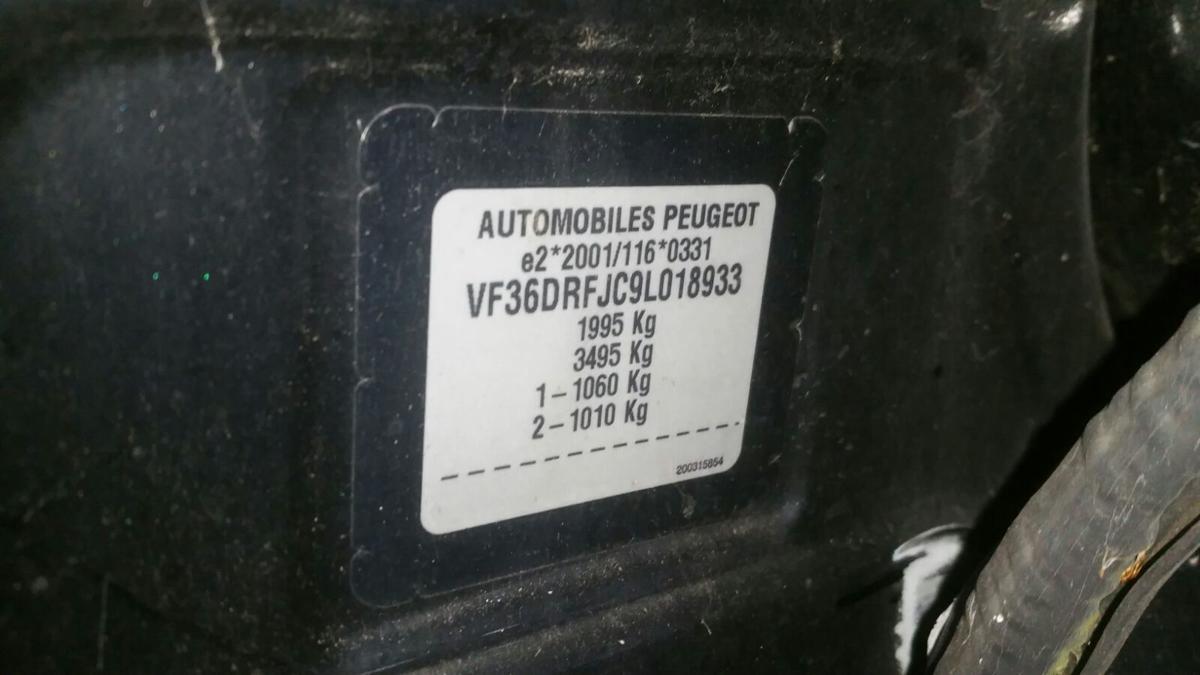 AUTOMOBILES PEUGEOT
e2*2001/116*0331
VF36DRFJC9L018933
1995 Kg
3495 Kg
1 – 1060 Kg
2 – 1010 Kg
200315854